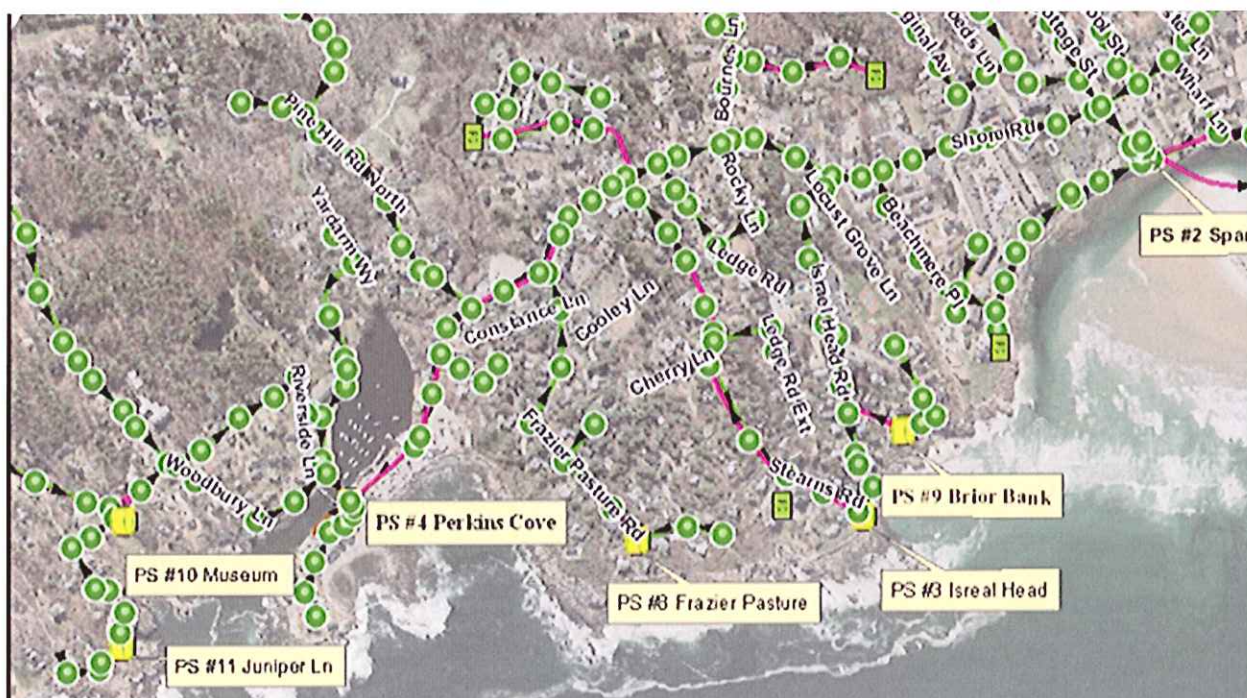 Shore Rd
Wharf Ln
Pine Hill Rd North
Yardarm Wy
Rocky Ln
Locust Grove Ln
Beachmere Pl
PS #2 Spar
Ledge Rd
Israel Head Rd
Constance Ln
Cooley Ln
Cherry Ln
Ledge Rd Ext
Riverside Ln
Woodbury Ln
Frazier Pasture Rd
Stearns Rd
PS #9 Brior Bank
PS #4 Perkins Cove
PS #10 Museum
PS #8 Frazier Pasture
PS #3 Isreal Head
PS #11 Juniper Ln